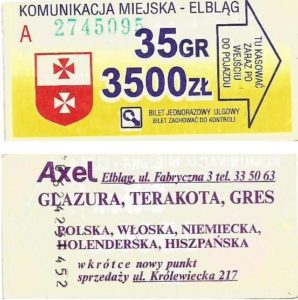 KOMUNIKACJA MIEJSKA - ELBLĄG
A 2745095
35GR
3500ZŁ
TU KASOWAĆ
ZARAZ PO
WEJŚCIU
DO POJAZDU
BILET JEDNORAZOWY ULGOWY
BILET ZACHOWAĆ DO KONTROLI
Axel Elbląg, ul. Fabryczna 3 tel. 33 50 63
GLAZURA, TERAKOTA, GRES
POLSKA, WŁOSKA, NIEMIECKA,
HOLENDERSKA, HISZPAŃSKA
wkrótce nowy punkt
sprzedaży ul. Królewiecka 217